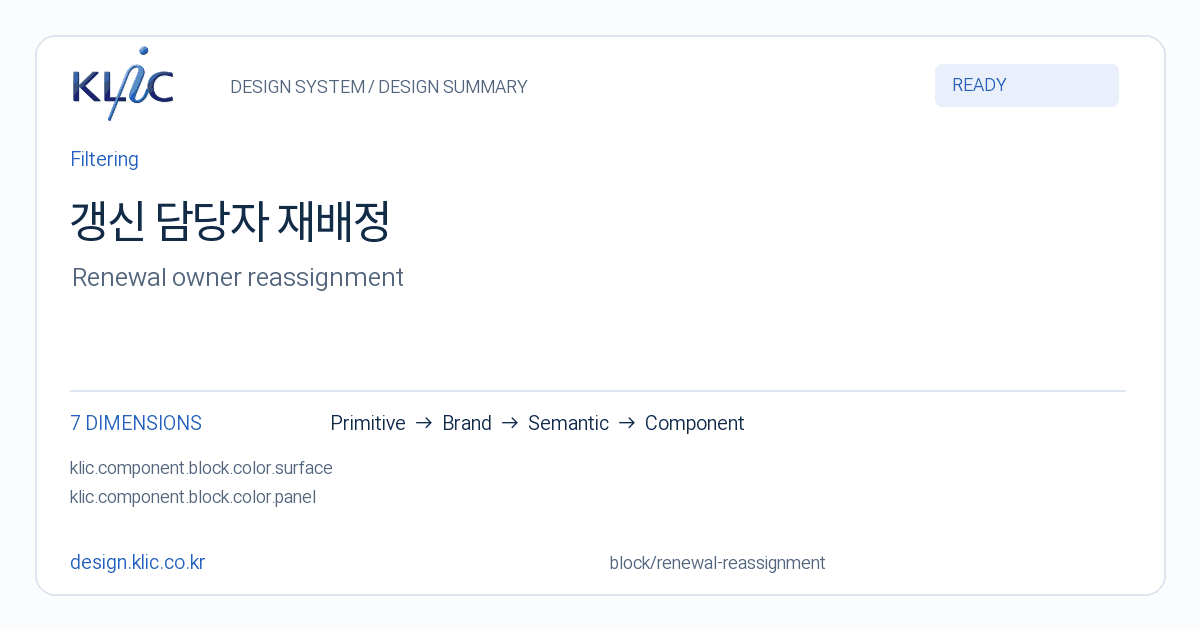 KLiC
DESIGN SYSTEM / DESIGN SUMMARY
READY
Filtering
갱신 담당자 재배정
Renewal owner reassignment
7 DIMENSIONS
Primitive → Brand → Semantic → Component
klic.component.block.color.surface
klic.component.block.color.panel
design.klic.co.kr
block/renewal-reassignment